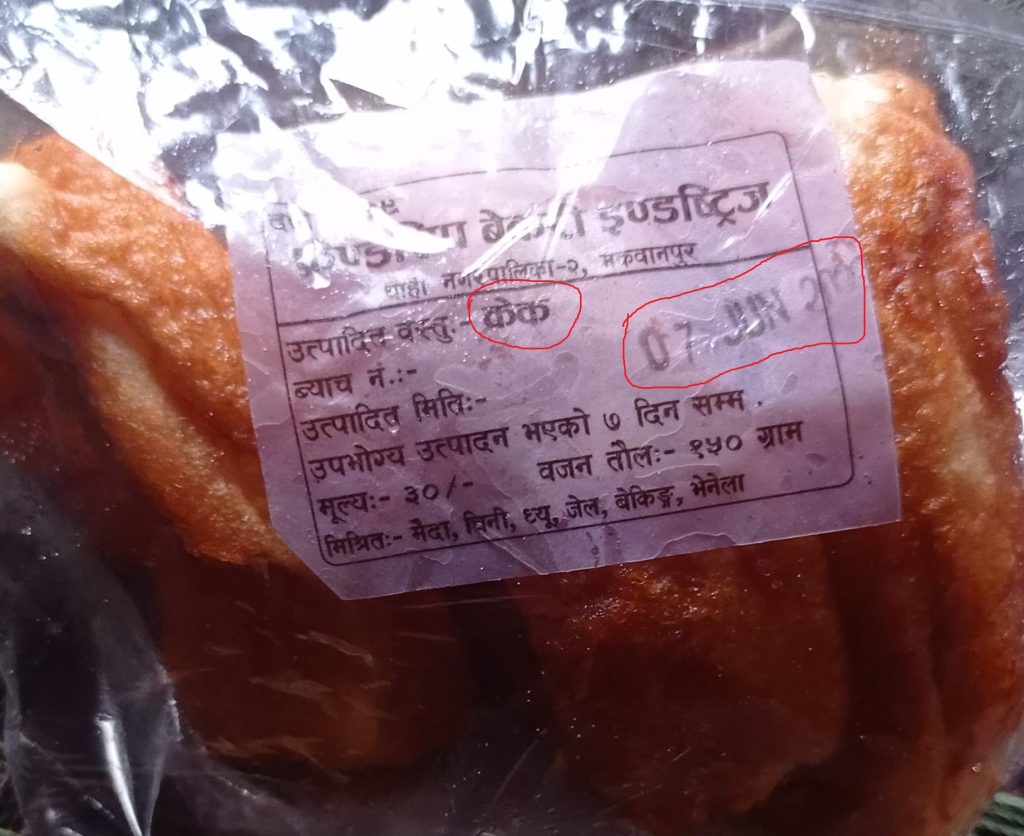 बेकरी इण्डष्ट्रिज
थाहा नगरपालिका-२, मकवानपुर
उत्पादित वस्तुः- केक
07 JUN
ब्याच नं.:-
उत्पादित मितिः-
उपभोग्य उत्पादन भएको ७ दिन सम्म .
मूल्यः- ३०/- वजन तौलः- १५० ग्राम
मिश्रितः- मैदा, चिनी, ध्यू, जेल, बेकिङ्ग, भेनेला